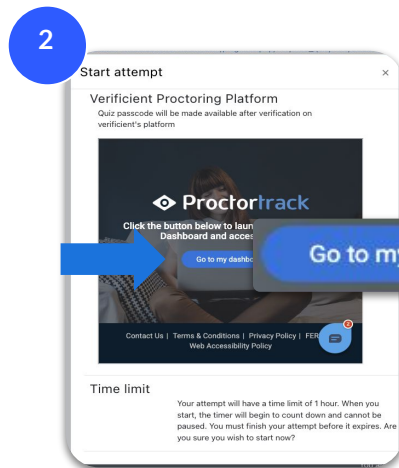 2
Start attempt
Verificient Proctoring Platform
Quiz passcode will be made available after verification on
verificient's platform
Proctortrack
Click the button below to laun
Dashboard and acces
Go to my dashbo
Go to my
Contact Us | Terms & Conditions | Privacy Policy | FER
Web Accessibility Policy
2
Time limit
Your attempt will have a time limit of 1 hour. When you
start, the timer will begin to count down and cannot be
paused. You must finish your attempt before it expires. Are
you sure you wish to start now?